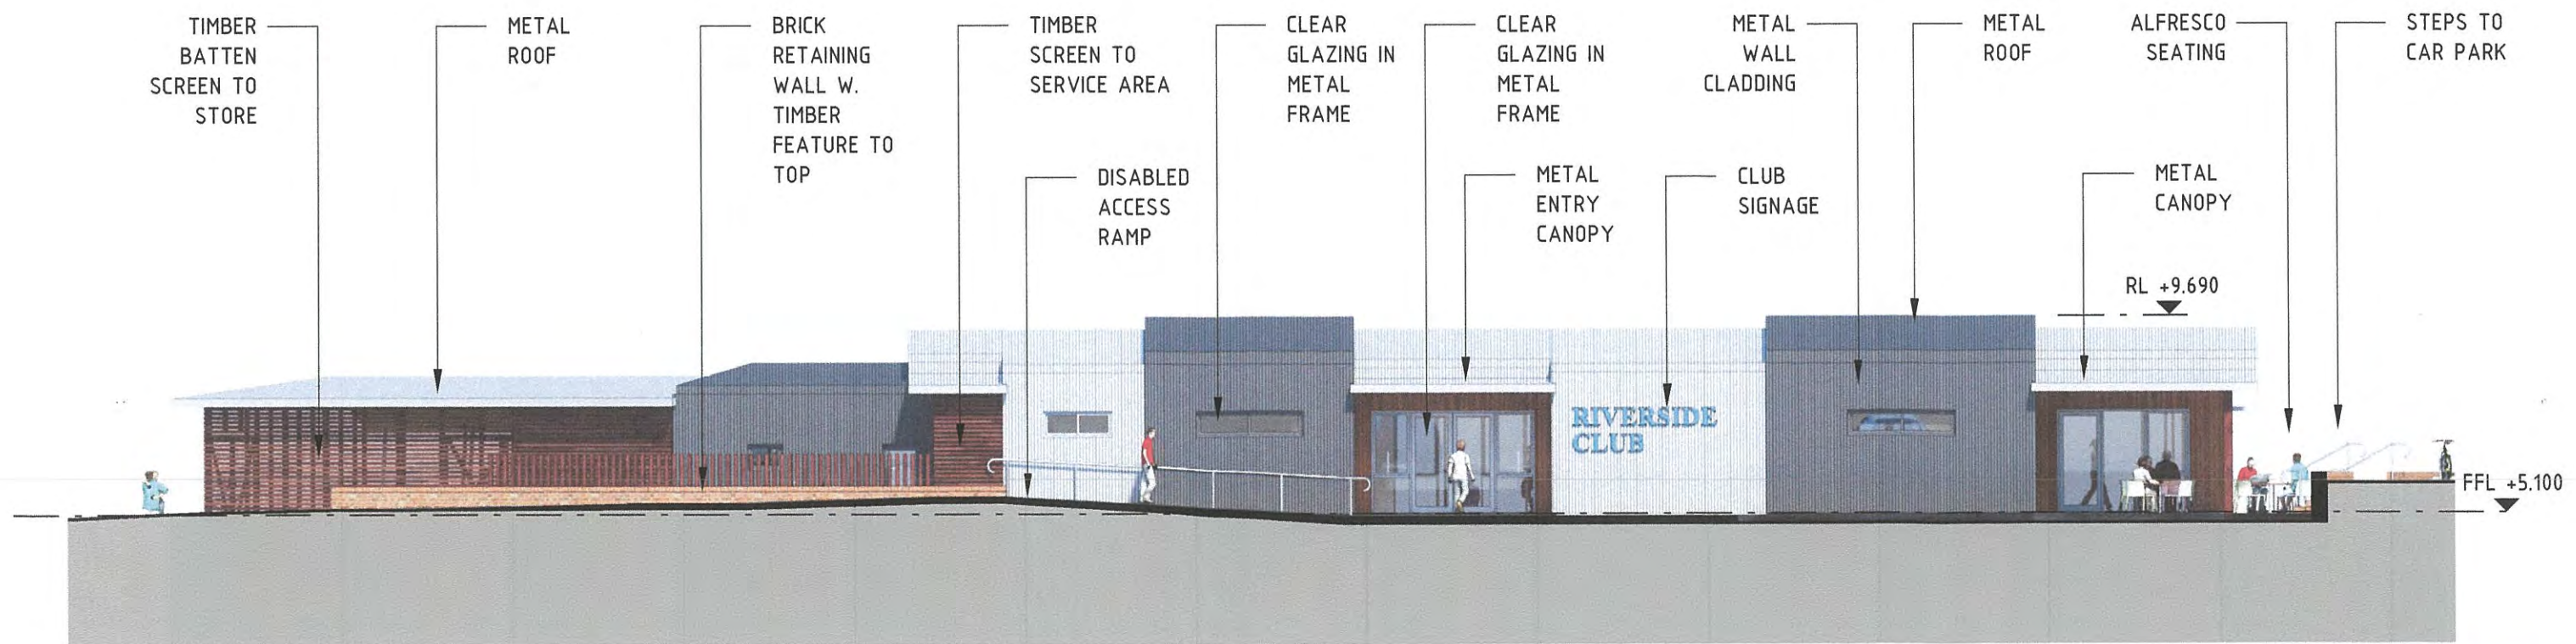 TIMBER
BATTEN
SCREEN TO
STORE
METAL
ROOF
BRICK
RETAINING
WALL W.
TIMBER
FEATURE TO
TOP
TIMBER
SCREEN TO
SERVICE AREA
DISABLED
ACCESS
RAMP
CLEAR
GLAZING IN
METAL
FRAME
CLEAR
GLAZING IN
METAL
FRAME
METAL
ENTRY
CANOPY
METAL
WALL
CLADDING
CLUB
SIGNAGE
METAL
ROOF
ALFRESCO
SEATING
METAL
CANOPY
STEPS TO
CAR PARK
RL +9.690
RIVERSIDE
CLUB
FFL +5.100